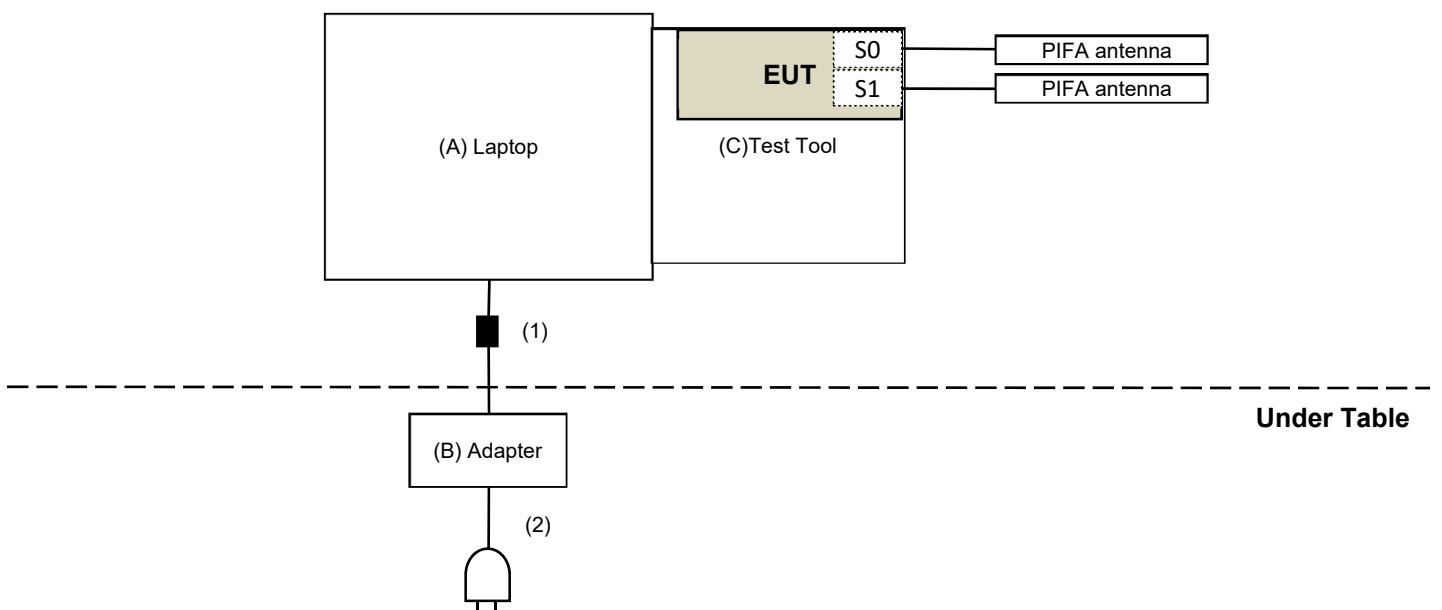 S0
PIFA antenna
EUT
S1
PIFA antenna
(A) Laptop
(C)Test Tool
(1)
Under Table
(B) Adapter
(2)